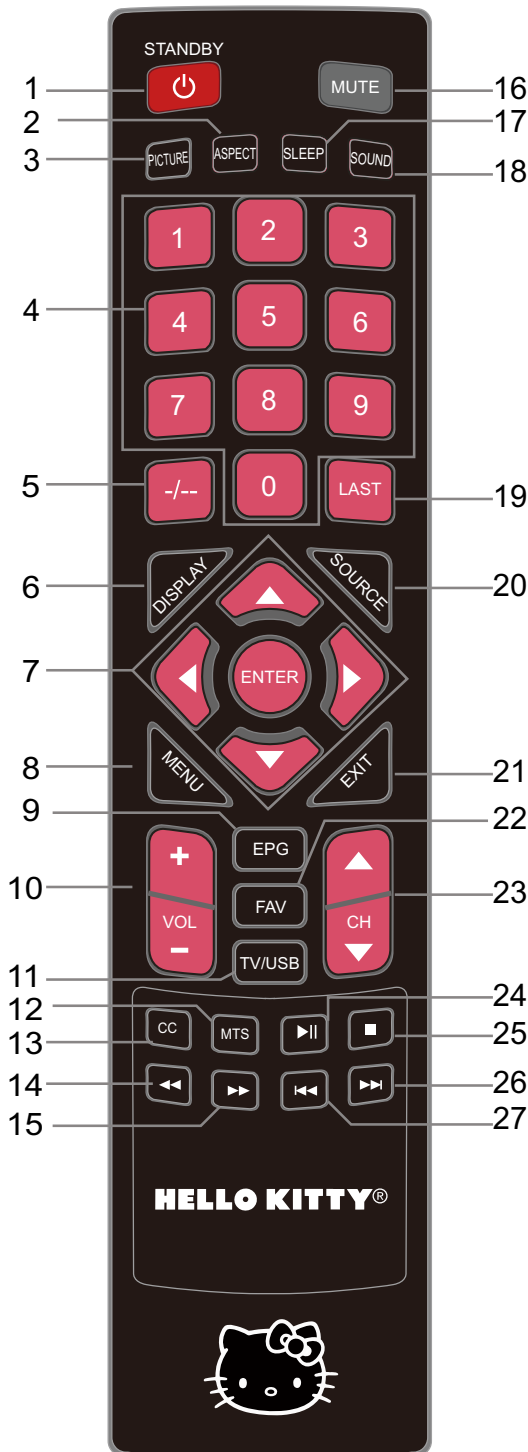 STANDBY
1 MUTE 16
2 17
3 PICTURE ASPECT SLEEP SOUND 18
1 2 3
4 4 5 6
7 8 9
5 -/-- 0 LAST 19
6 DISPLAY SOURCE 20
7 ENTER
8 MENU EXIT 21
9 EPG 22
10 + 23
VOL FAV CH
-
11 TV/USB 24
12
13 CC MTS 25
14 26
15 27
HELLO KITTY®